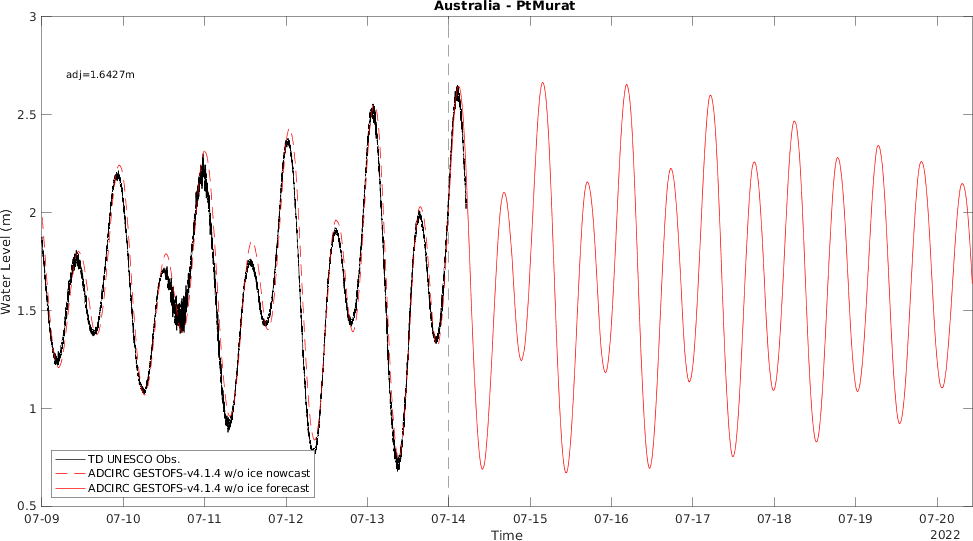 Australia - PtMurat
3
adj=1.6427m
2.5
2
Water Level (m)
1.5
1
TD UNESCO Obs.
ADCIRC GESTOFS-v4.1.4 w/o ice nowcast
ADCIRC GESTOFS-v4.1.4 w/o ice forecast
0.5
07-09 07-10 07-11 07-12 07-13 07-14 07-15 07-16 07-17 07-18 07-19 07-20
Time 2022